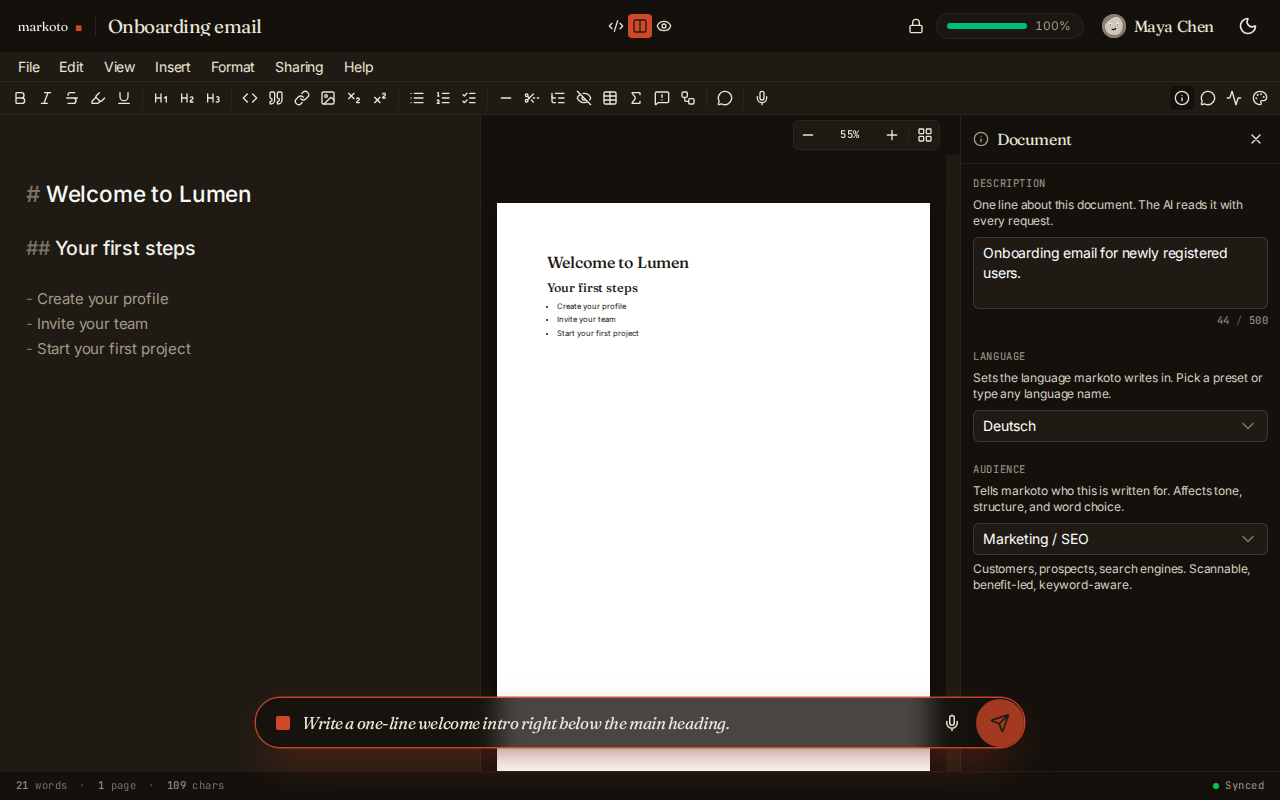 markoto
Onboarding email
100%
Maya Chen
File Edit View Insert Format Sharing Help
H1 H2 H3
55%
Document
# Welcome to Lumen
## Your first steps
- Create your profile
- Invite your team
- Start your first project
Welcome to Lumen
Your first steps
• Create your profile
• Invite your team
• Start your first project
DESCRIPTION
One line about this document. The AI reads it with
every request.
Onboarding email for newly registered
users.
44 / 500
LANGUAGE
Sets the language markoto writes in. Pick a preset or
type any language name.
Deutsch
AUDIENCE
Tells markoto who this is written for. Affects tone,
structure, and word choice.
Marketing / SEO
Customers, prospects, search engines. Scannable,
benefit-led, keyword-aware.
Write a one-line welcome intro right below the main heading.
21 words · 1 page · 109 chars
Synced